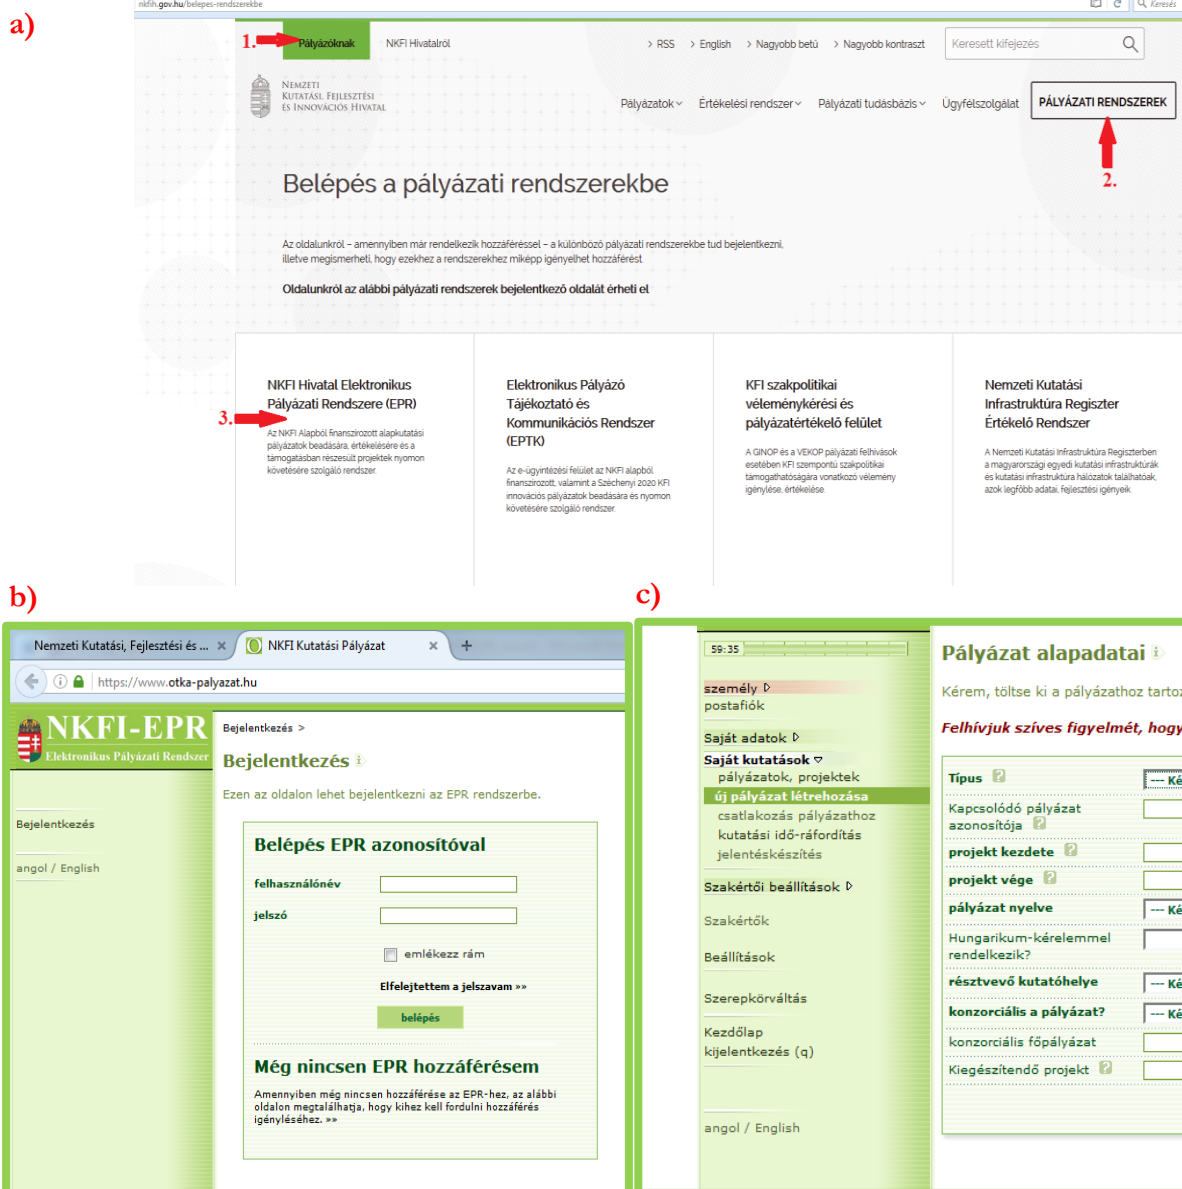 nkfih.gov.hu/belepes-rendszerekbe
Keresés
a)
1.
Pályázóknak
NKFI Hivatalról
> RSS > English > Nagyobb betű > Nagyobb kontraszt
Keresett kifejezés
NEMZETI
KUTATÁSI, FEJLESZTÉSI
ÉS INNOVÁCIÓS HIVATAL
Pályázatok Értékelési rendszer Pályázati tudásbázis Ügyfélszolgálat PÁLYÁZATI RENDSZEREK
2.
Belépés a pályázati rendszerekbe
Az oldalunkról – amennyiben már rendelkezik hozzáféréssel – a különböző pályázati rendszerekbe tud bejelentkezni,
illetve megismerheti, hogy ezekhez a rendszerekhez miképp igényelhet hozzáférést.
Oldalunkról az alábbi pályázati rendszerek bejelentkező oldalát érheti el
3.
NKFI Hivatal Elektronikus
Pályázati Rendszere (EPR)
Az NKFI Alapból finanszírozott alapkutatási
pályázatok beadására, értékelésére és a
támogatásban részesült projektek nyomon
követésére szolgáló rendszer.
Elektronikus Pályázó
Tájékoztató és
Kommunikációs Rendszer
(EPTK)
Az e-ügyintézési felület az NKFI alapból
finanszírozott, valamint a Széchenyi 2020 KFI
innovációs pályázatok beadására és nyomon
követésére szolgáló rendszer.
KFI szakpolitikai
véleménykérési és
pályázatértékelő felület
A GINOP és a VEKOP pályázati felhívások
esetében KFI szempontú szakpolitikai
támogathatóságára vonatkozó vélemény
igénylése, értékelése.
Nemzeti Kutatási
Infrastruktúra Regiszter
Értékelő Rendszer
A Nemzeti Kutatási Infrastruktúra Regiszterben
a magyarországi egyedi kutatási infrastruktúrák
és kutatási infrastruktúra hálózatok találhatóak,
azok legfőbb adatai, fejlesztési igényeik.
b)
Nemzeti Kutatási, Fejlesztési és ... × NKFI Kutatási Pályázat × +
https://www.otka-palyazat.hu
NKFI-EPR
Elektronikus Pályázati Rendszer
Bejelentkezés
angol / English
Bejelentkezés >
Bejelentkezés
Ezen az oldalon lehet bejelentkezni az EPR rendszerbe.
Belépés EPR azonosítóval
felhasználónév
jelszó
emlékezz rám
Elfelejtettem a jelszavam »»
belépés
Még nincsen EPR hozzáférésem
Amennyiben még nincsen hozzáférése az EPR-hez, az alábbi
oldalon megtalálhatja, hogy kihez kell fordulni hozzáférés
igényléséhez. »»
c)
59:35
személy
postafiók
Saját adatok
Saját kutatások
pályázatok, projektek
új pályázat létrehozása
csatlakozás pályázathoz
kutatási idő-ráfordítás
jelentéskészítés
Szakértői beállítások
Szakértők
Beállítások
Szerepkörváltás
Kezdőlap
kijelentkezés (q)
angol / English
Pályázat alapadatai
Kérem, töltse ki a pályázathoz tartoz
Felhívjuk szíves figyelmét, hogy
Típus ? --- Ké
Kapcsolódó pályázat
azonosítója ?
projekt kezdete ?
projekt vége ?
pályázat nyelve --- Ké
Hungarikum-kérelemmel
rendelkezik?
résztvevő kutatóhelye --- Ké
konzorciális a pályázat? --- Ké
konzorciális főpályázat
Kiegészítendő projekt ?